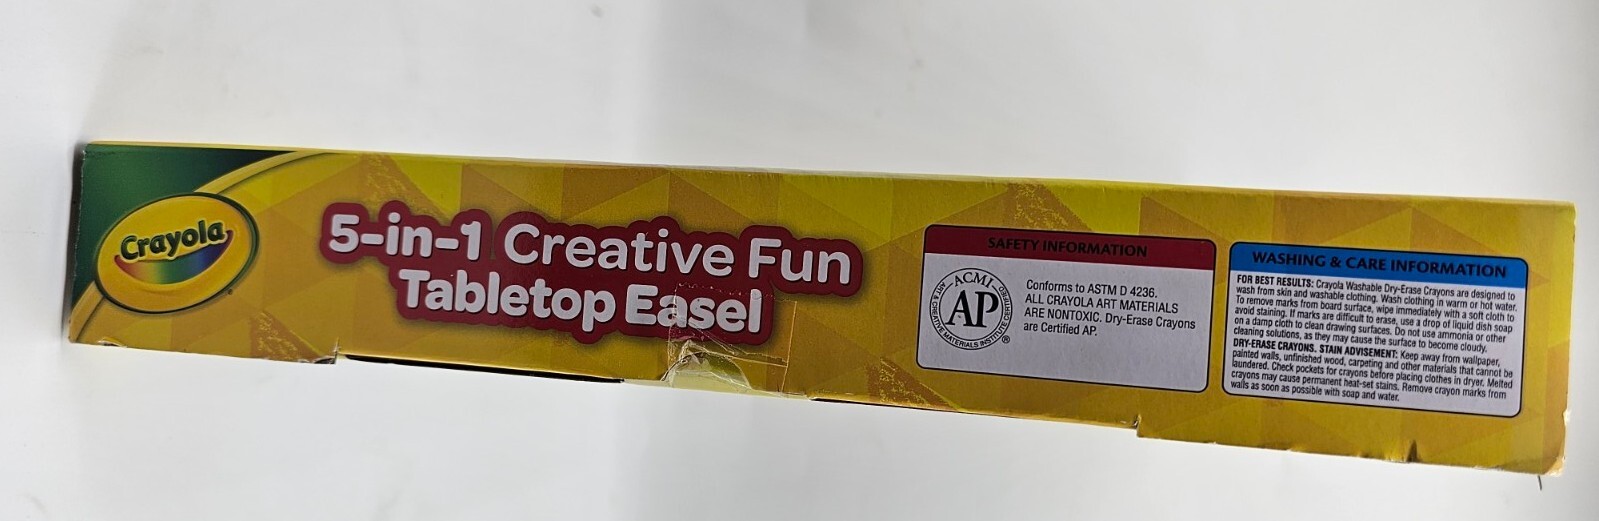 Crayola
5-in-1 Creative Fun
Tabletop Easel
SAFETY INFORMATION
ACMI
AP
ART & CREATIVE MATERIALS INSTITUTE CERTIFIED
®
Conforms to ASTM D 4236.
ALL CRAYOLA ART MATERIALS
ARE NONTOXIC. Dry-Erase Crayons
are Certified AP.
WASHING & CARE INFORMATION
FOR BEST RESULTS: Crayola Washable Dry-Erase Crayons are designed to
wash from skin and washable clothing. Wash clothing in warm or hot water.
To remove marks from board surface, wipe immediately with a soft cloth to
avoid staining. If marks are difficult to erase, use a drop of liquid dish soap
on a damp cloth to clean drawing surfaces. Do not use ammonia or other
cleaning solutions, as they may cause the surface to become cloudy.
DRY-ERASE CRAYONS. STAIN ADVISEMENT: Keep away from wallpaper,
painted walls, unfinished wood, carpeting and other materials that cannot be
laundered. Check pockets for crayons before placing clothes in dryer. Melted
crayons may cause permanent heat-set stains. Remove crayon marks from
walls as soon as possible with soap and water.